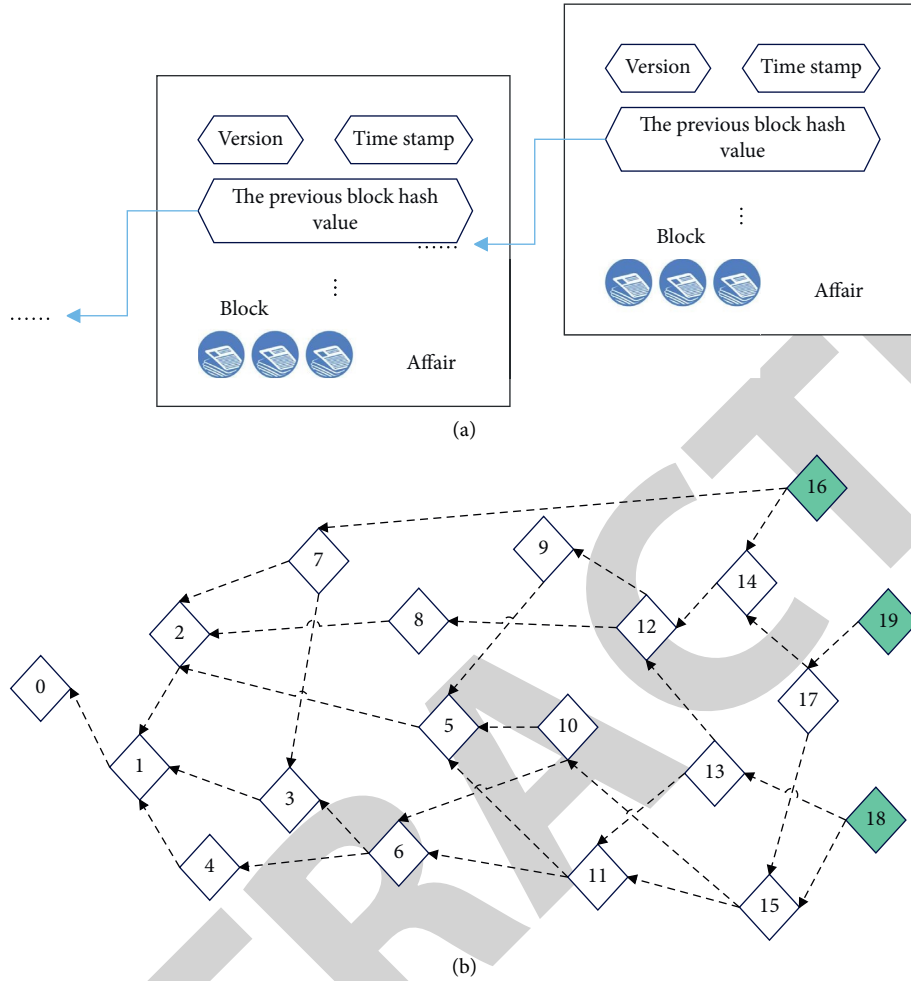 Version
Time stamp
The previous block hash
value
⋮
Block
Affair
Version
Time stamp
The previous block hash
value
......
⋮
Block
Affair
......
(a)
16
7
9
14
2
8
12
19
0
17
5
10
1
13
3
18
6
4
11
15
(b)